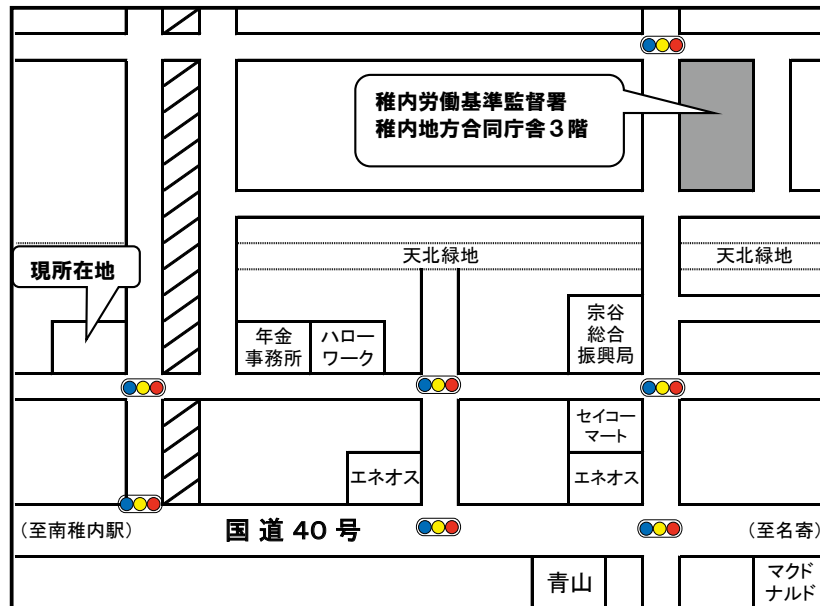 稚内労働基準監督署
稚内地方合同庁舎３階
天北緑地
天北緑地
現所在地
年金
事務所
ハロー
ワーク
宗谷
総合
振興局
セイコー
マート
エネオス
エネオス
（至南稚内駅）
国道40号
（至名寄）
青山
マクド
ナルド